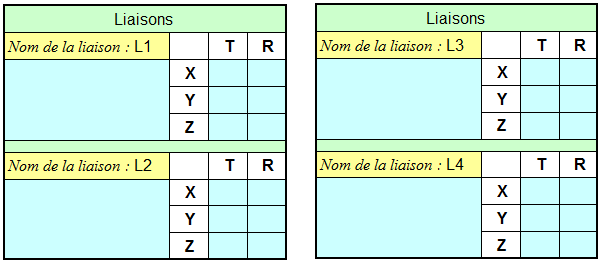 Liaisons
Nom de la liaison : L1 T R
X
Y
Z
Nom de la liaison : L2 T R
X
Y
Z
Liaisons
Nom de la liaison : L3 T R
X
Y
Z
Nom de la liaison : L4 T R
X
Y
Z